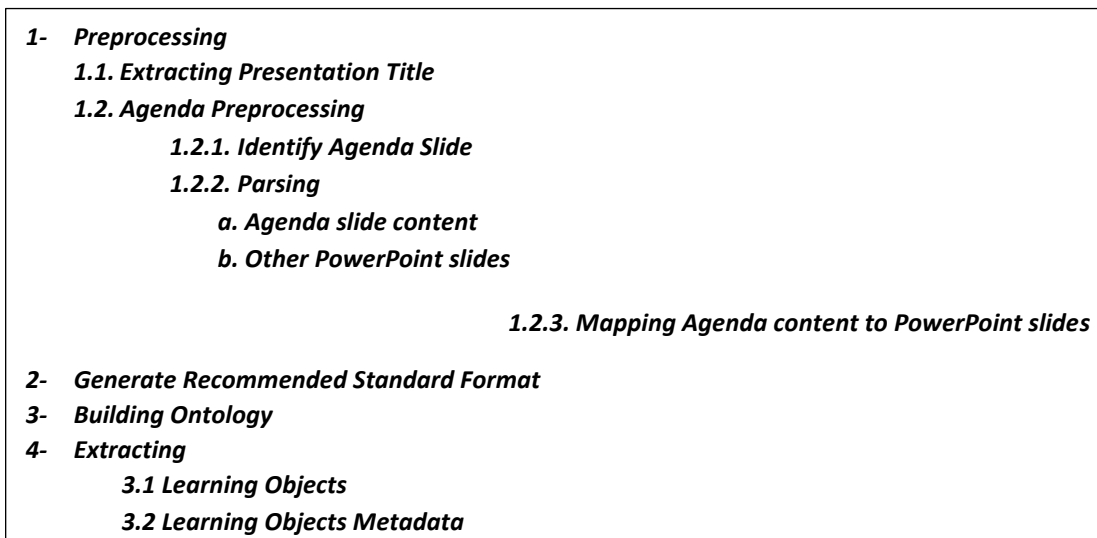 1- Preprocessing
1.1. Extracting Presentation Title
1.2. Agenda Preprocessing
1.2.1. Identify Agenda Slide
1.2.2. Parsing
a. Agenda slide content
b. Other PowerPoint slides
1.2.3. Mapping Agenda content to PowerPoint slides
2- Generate Recommended Standard Format
3- Building Ontology
4- Extracting
3.1 Learning Objects
3.2 Learning Objects Metadata